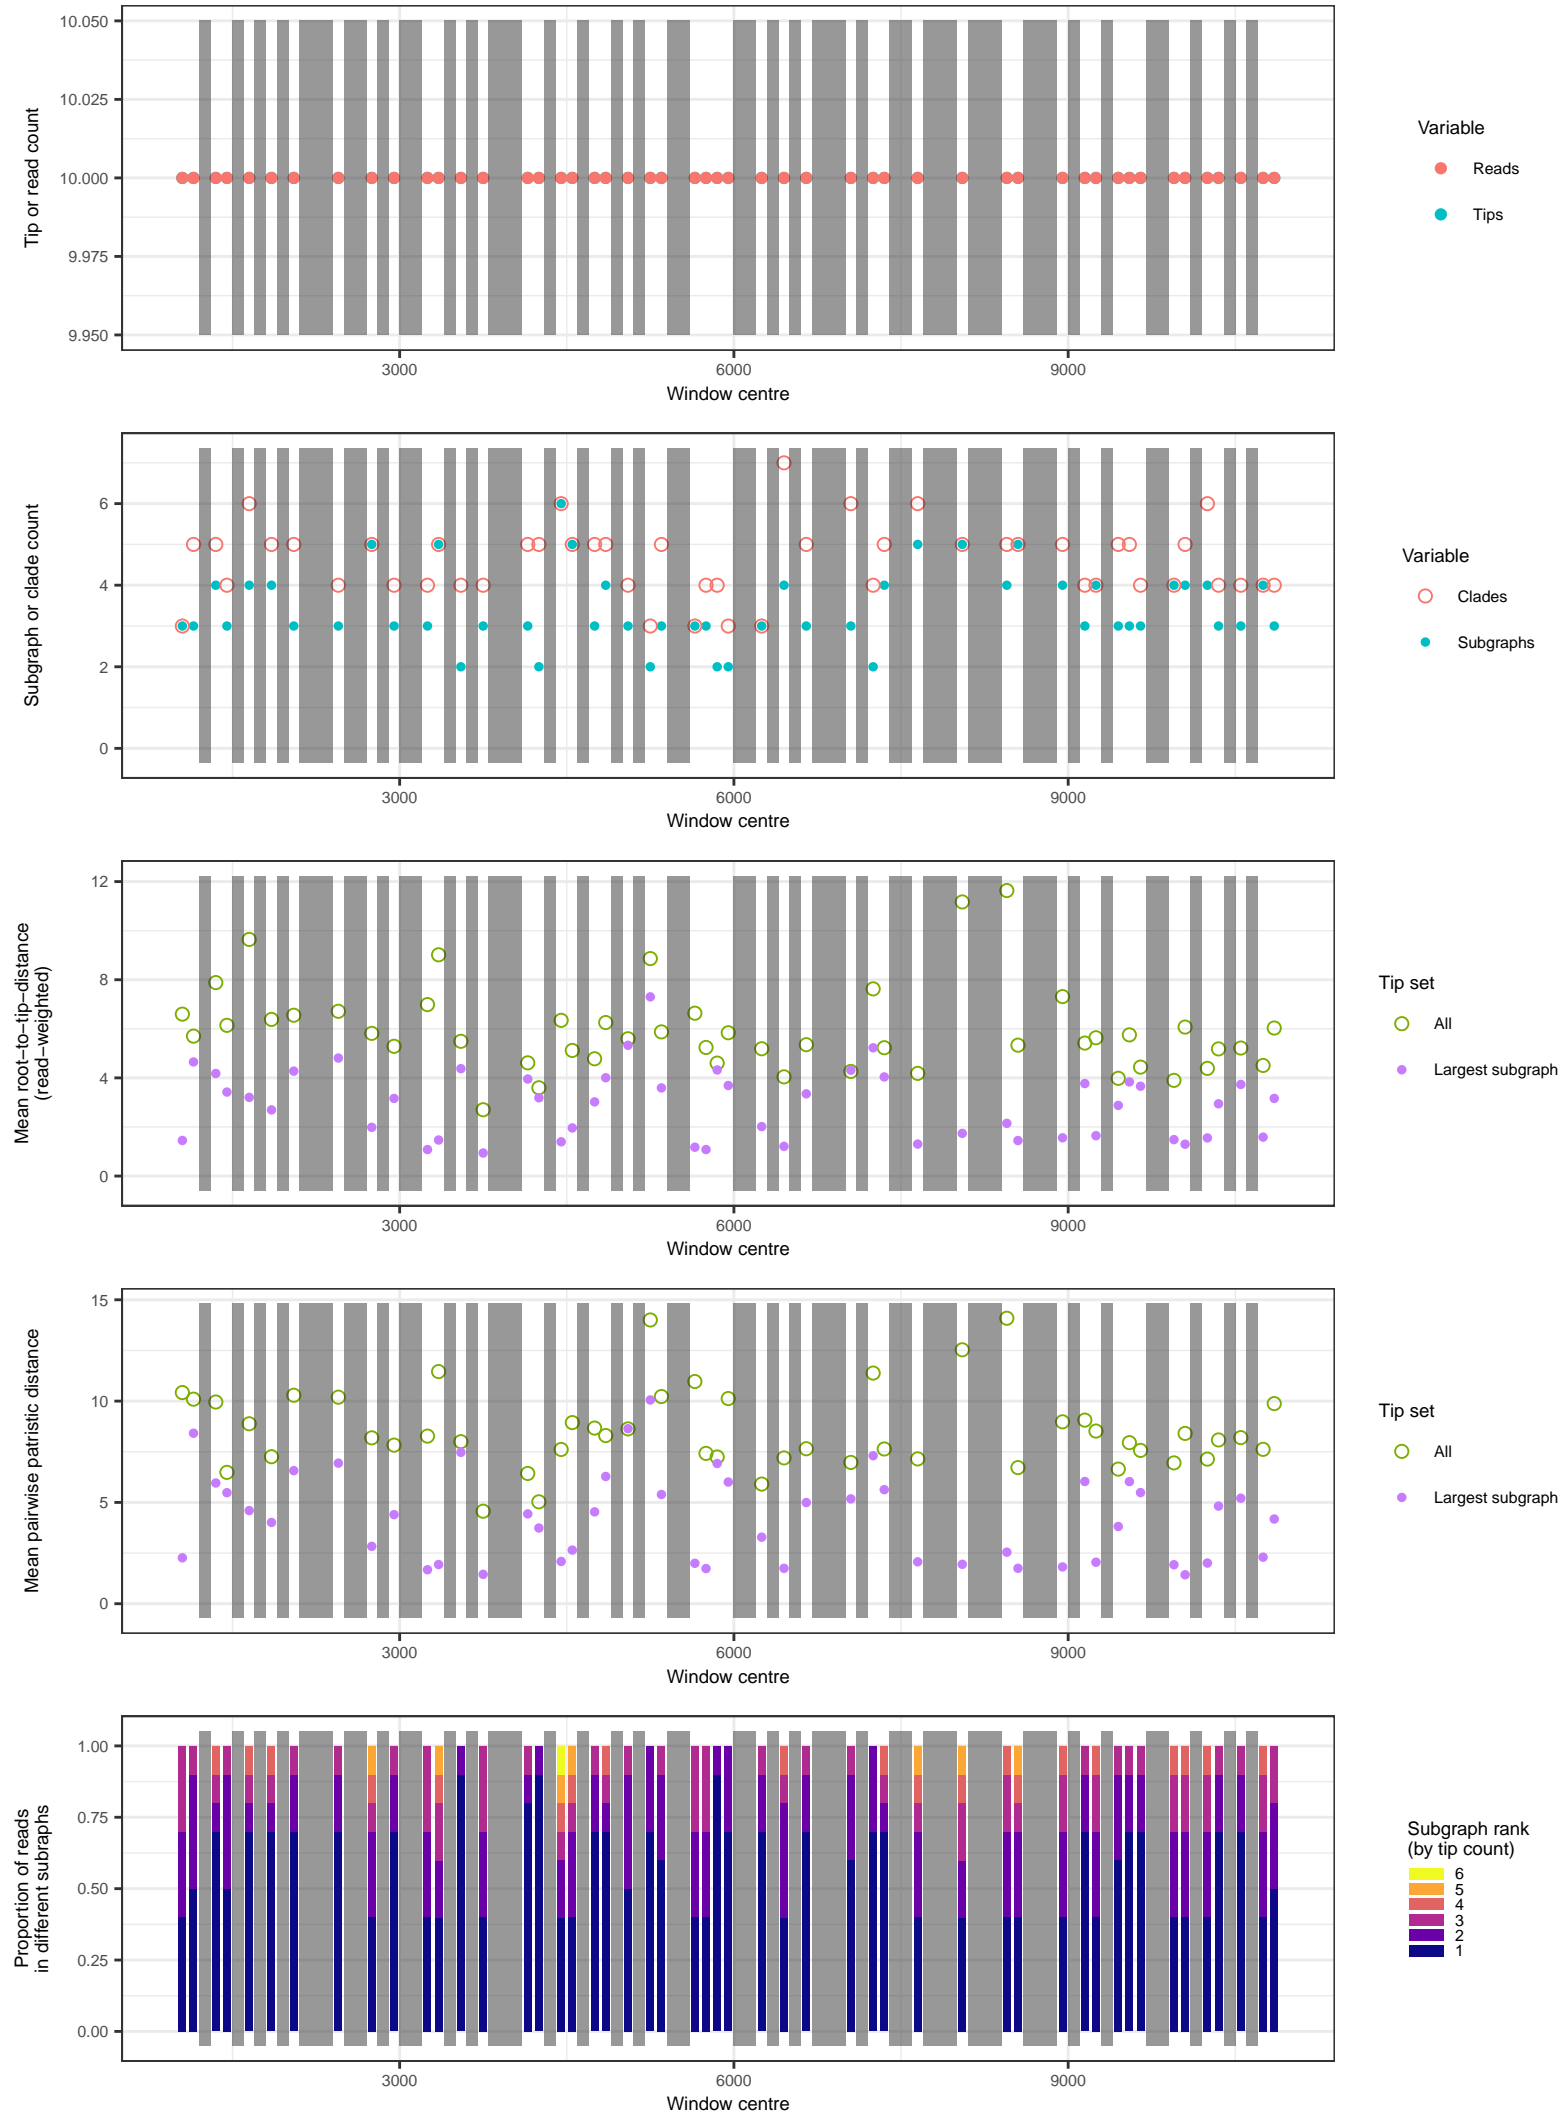 10.050
10.025
10.000
9.975
9.950
Tip or read count
3000
6000
9000
Window centre
Variable
Reads
Tips
6
4
2
0
Subgraph or clade count
3000
6000
9000
Window centre
Variable
Clades
Subgraphs
12
8
4
0
Mean root−to−tip−distance
(read−weighted)
3000
6000
9000
Window centre
Tip set
All
Largest subgraph
15
10
5
0
Mean pairwise patristic distance
3000
6000
9000
Window centre
Tip set
All
Largest subgraph
1.00
0.75
0.50
0.25
0.00
Proportion of reads
in different subraphs
3000
6000
9000
Window centre
Subgraph rank
(by tip count)
6
5
4
3
2
1